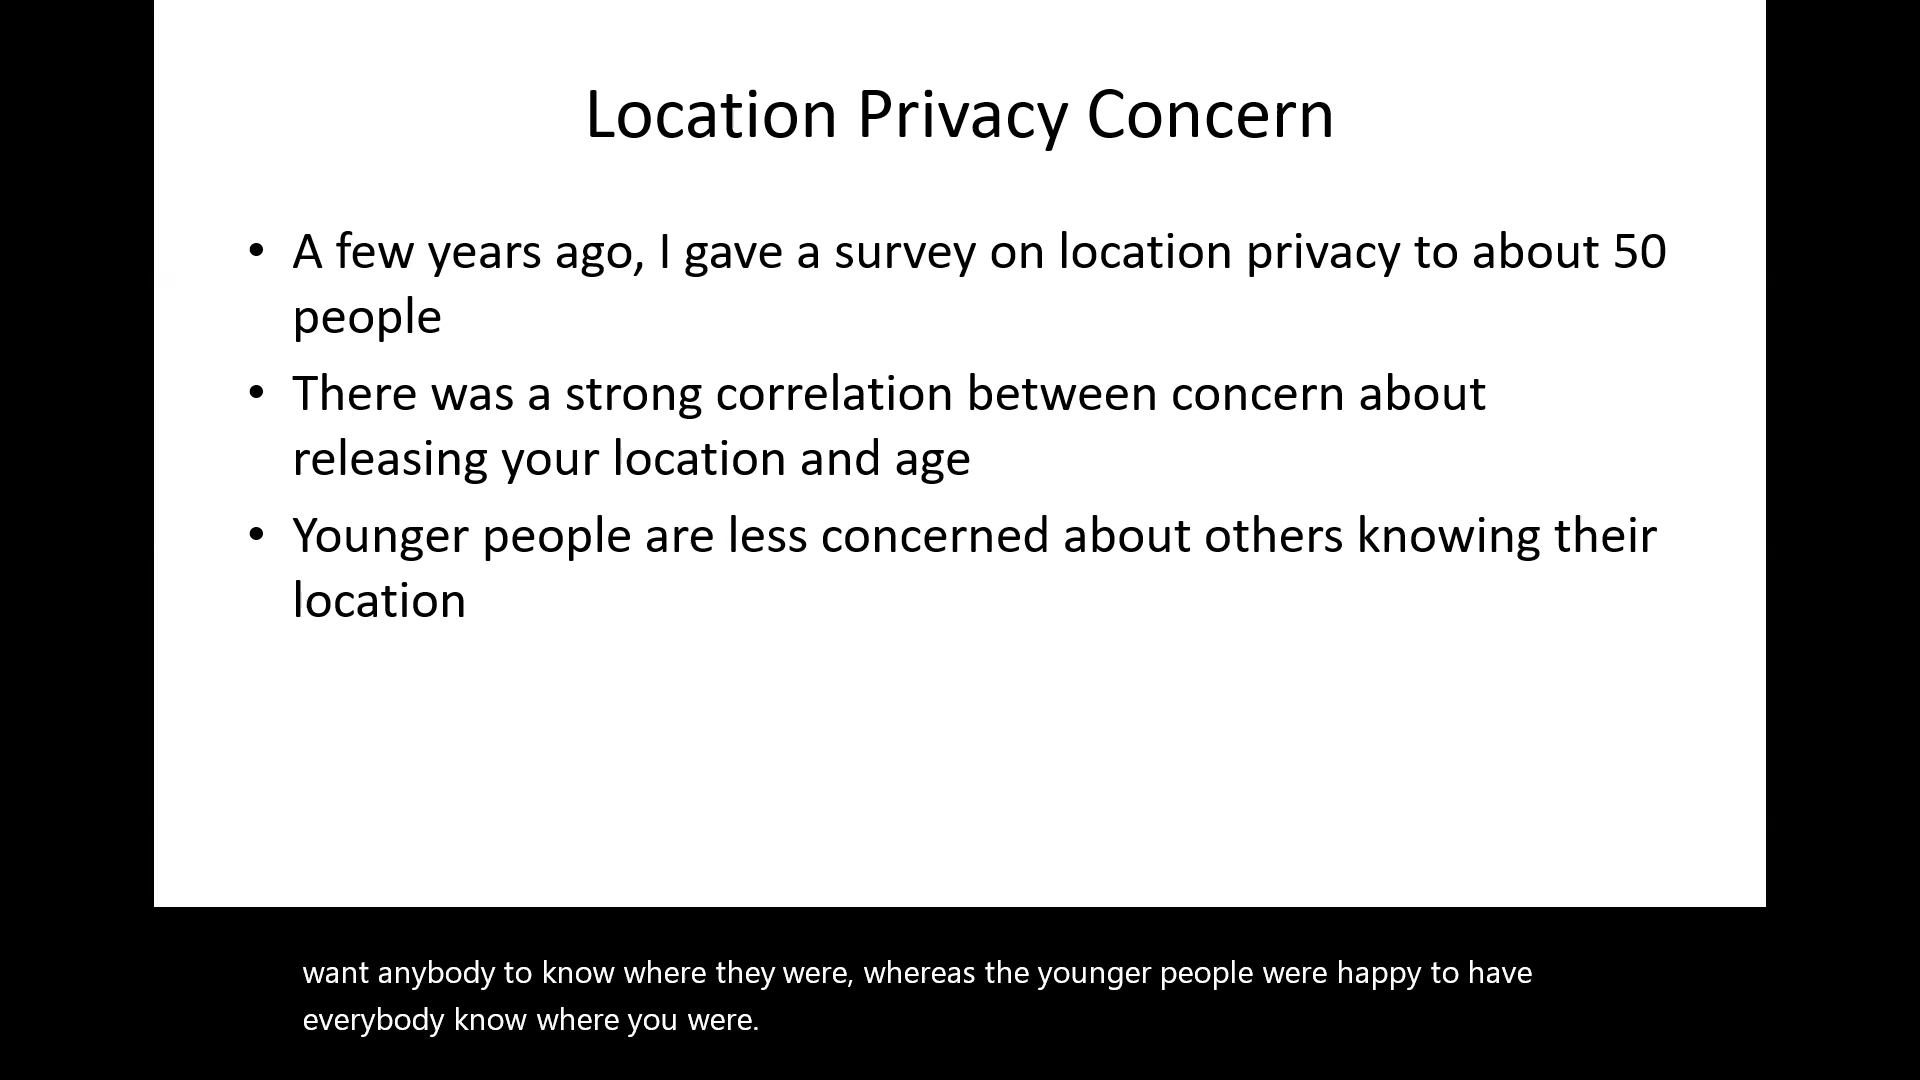 Location Privacy Concern
• A few years ago, I gave a survey on location privacy to about 50
people
• There was a strong correlation between concern about
releasing your location and age
• Younger people are less concerned about others knowing their
location
want anybody to know where they were, whereas the younger people were happy to have
everybody know where you were.